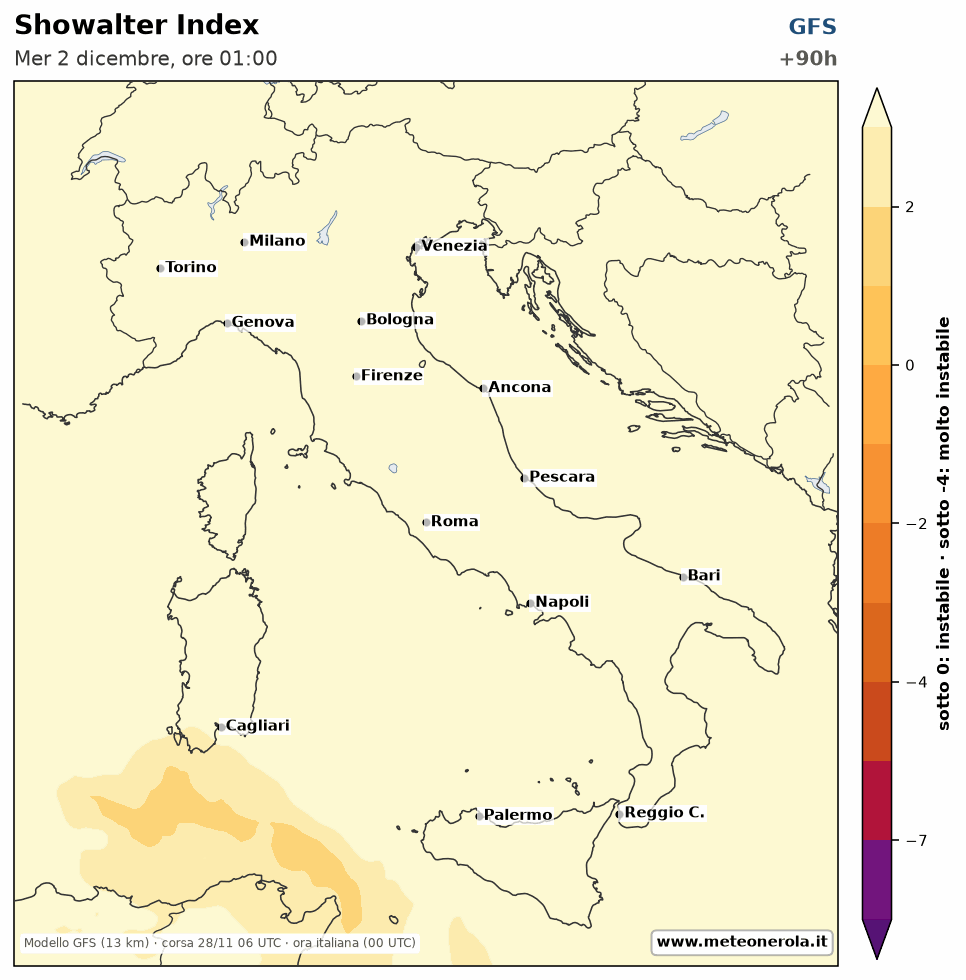 Showalter Index
GFS
Mer 2 dicembre, ore 01:00
+90h
Milano
Venezia
Torino
Genova
Bologna
Firenze
Ancona
Pescara
Roma
Bari
Napoli
Cagliari
Palermo
Reggio C.
2
0
−2
−4
−7
sotto 0: instabile · sotto -4: molto instabile
Modello GFS (13 km) · corsa 28/11 06 UTC · ora italiana (00 UTC)
www.meteonerola.it